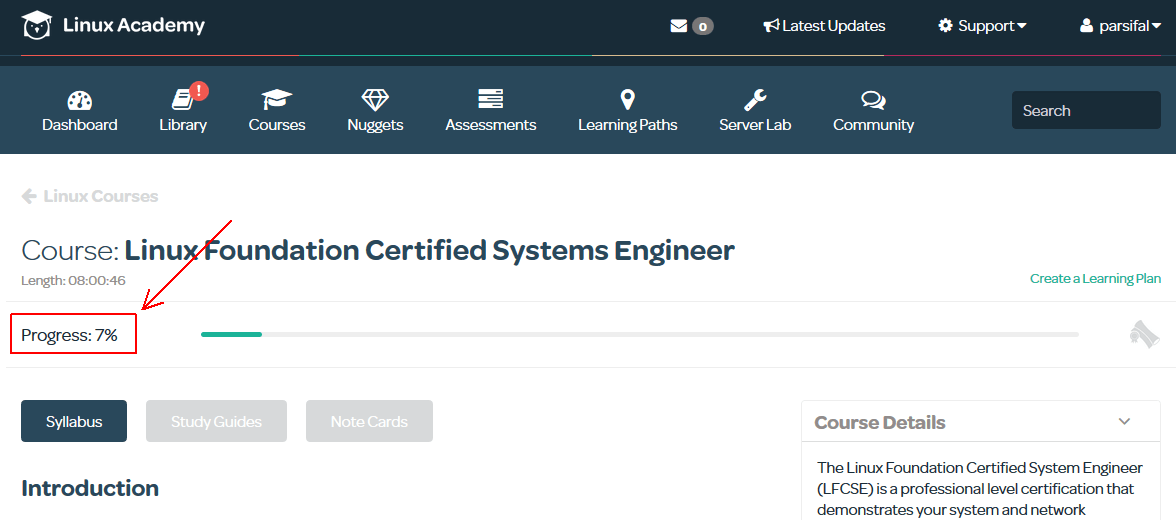 Linux Academy
0
Latest Updates
Support
parsifal
!
Dashboard
Library
Courses
Nuggets
Assessments
Learning Paths
Server Lab
Community
Search
Linux Courses
Course: Linux Foundation Certified Systems Engineer
Length: 08:00:46
Create a Learning Plan
Progress: 7%
Syllabus
Study Guides
Note Cards
Course Details
Introduction
The Linux Foundation Certified System Engineer
(LFCSE) is a professional level certification that
demonstrates your system and network